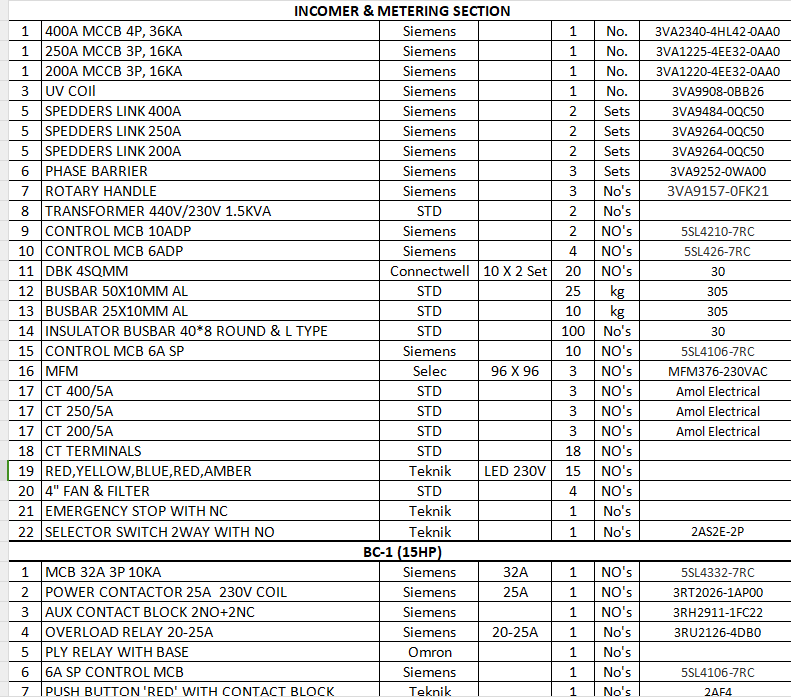 INCOMER & METERING SECTION
1 400A MCCB 4P, 36KA Siemens 1 No. 3VA2340-4HL42-0AA0
1 250A MCCB 3P, 16KA Siemens 1 No. 3VA1225-4EE32-0AA0
1 200A MCCB 3P, 16KA Siemens 1 No. 3VA1220-4EE32-0AA0
3 UV COIl Siemens 1 No. 3VA9908-0BB26
5 SPEDDERS LINK 400A Siemens 2 Sets 3VA9484-0QC50
5 SPEDDERS LINK 250A Siemens 2 Sets 3VA9264-0QC50
5 SPEDDERS LINK 200A Siemens 2 Sets 3VA9264-0QC50
6 PHASE BARRIER Siemens 3 Sets 3VA9252-0WA00
7 ROTARY HANDLE Siemens 3 No's 3VA9157-0FK21
8 TRANSFORMER 440V/230V 1.5KVA STD 2 No's
9 CONTROL MCB 10ADP Siemens 2 NO's 5SL4210-7RC
10 CONTROL MCB 6ADP Siemens 4 NO's 5SL426-7RC
11 DBK 4SQMM Connectwell 10 X 2 Set 20 NO's 30
12 BUSBAR 50X10MM AL STD 25 kg 305
13 BUSBAR 25X10MM AL STD 10 kg 305
14 INSULATOR BUSBAR 40*8 ROUND & L TYPE STD 100 No's 30
15 CONTROL MCB 6A SP Siemens 10 NO's 5SL4106-7RC
16 MFM Selec 96 X 96 3 NO's MFM376-230VAC
17 CT 400/5A STD 3 NO's Amol Electrical
17 CT 250/5A STD 3 NO's Amol Electrical
17 CT 200/5A STD 3 NO's Amol Electrical
18 CT TERMINALS STD 18 NO's
19 RED,YELLOW,BLUE,RED,AMBER Teknik LED 230V 15 NO's
20 4" FAN & FILTER STD 4 NO's
21 EMERGENCY STOP WITH NC Teknik 1 No's
22 SELECTOR SWITCH 2WAY WITH NO Teknik 1 No's 2AS2E-2P
BC-1 (15HP)
1 MCB 32A 3P 10KA Siemens 32A 1 NO's 5SL4332-7RC
2 POWER CONTACTOR 25A 230V COIL Siemens 25A 1 NO's 3RT2026-1AP00
3 AUX CONTACT BLOCK 2NO+2NC Siemens 1 NO's 3RH2911-1FC22
4 OVERLOAD RELAY 20-25A Siemens 20-25A 1 No's 3RU2126-4DB0
5 PLY RELAY WITH BASE Omron 1 No's
6 6A SP CONTROL MCB Siemens 1 No's 5SL4106-7RC
7 PUSH BUTTON 'RED' WITH CONTACT BLOCK Teknik 1 No's 2AF4